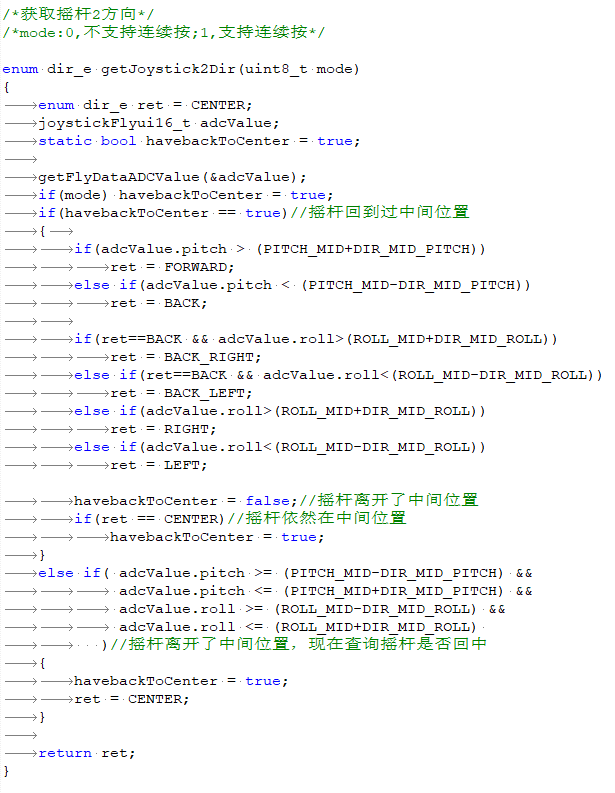 /*获取摇杆2方向*/
/*mode:0,不支持连续按;1,支持连续按*/
enum dir_e getJoystick2Dir(uint8_t mode)
{
enum dir_e ret = CENTER;
joystickFlyui16_t adcValue;
static bool havebackToCenter = true;
getFlyDataADCValue(&adcValue);
if(mode) havebackToCenter = true;
if(havebackToCenter == true)//摇杆回到过中间位置
{
if(adcValue.pitch > (PITCH_MID+DIR_MID_PITCH))
ret = FORWARD;
else if(adcValue.pitch < (PITCH_MID-DIR_MID_PITCH))
ret = BACK;
if(ret==BACK && adcValue.roll>(ROLL_MID+DIR_MID_ROLL))
ret = BACK_RIGHT;
else if(ret==BACK && adcValue.roll<(ROLL_MID-DIR_MID_ROLL))
ret = BACK_LEFT;
else if(adcValue.roll>(ROLL_MID+DIR_MID_ROLL))
ret = RIGHT;
else if(adcValue.roll<(ROLL_MID-DIR_MID_ROLL))
ret = LEFT;
havebackToCenter = false;//摇杆离开了中间位置
if(ret == CENTER)//摇杆依然在中间位置
havebackToCenter = true;
}
else if( adcValue.pitch >= (PITCH_MID-DIR_MID_PITCH) &&
adcValue.pitch <= (PITCH_MID+DIR_MID_PITCH) &&
adcValue.roll >= (ROLL_MID-DIR_MID_ROLL) &&
adcValue.roll <= (ROLL_MID+DIR_MID_ROLL)
)//摇杆离开了中间位置，现在查询摇杆是否回中
{
havebackToCenter = true;
ret = CENTER;
}
return ret;
}